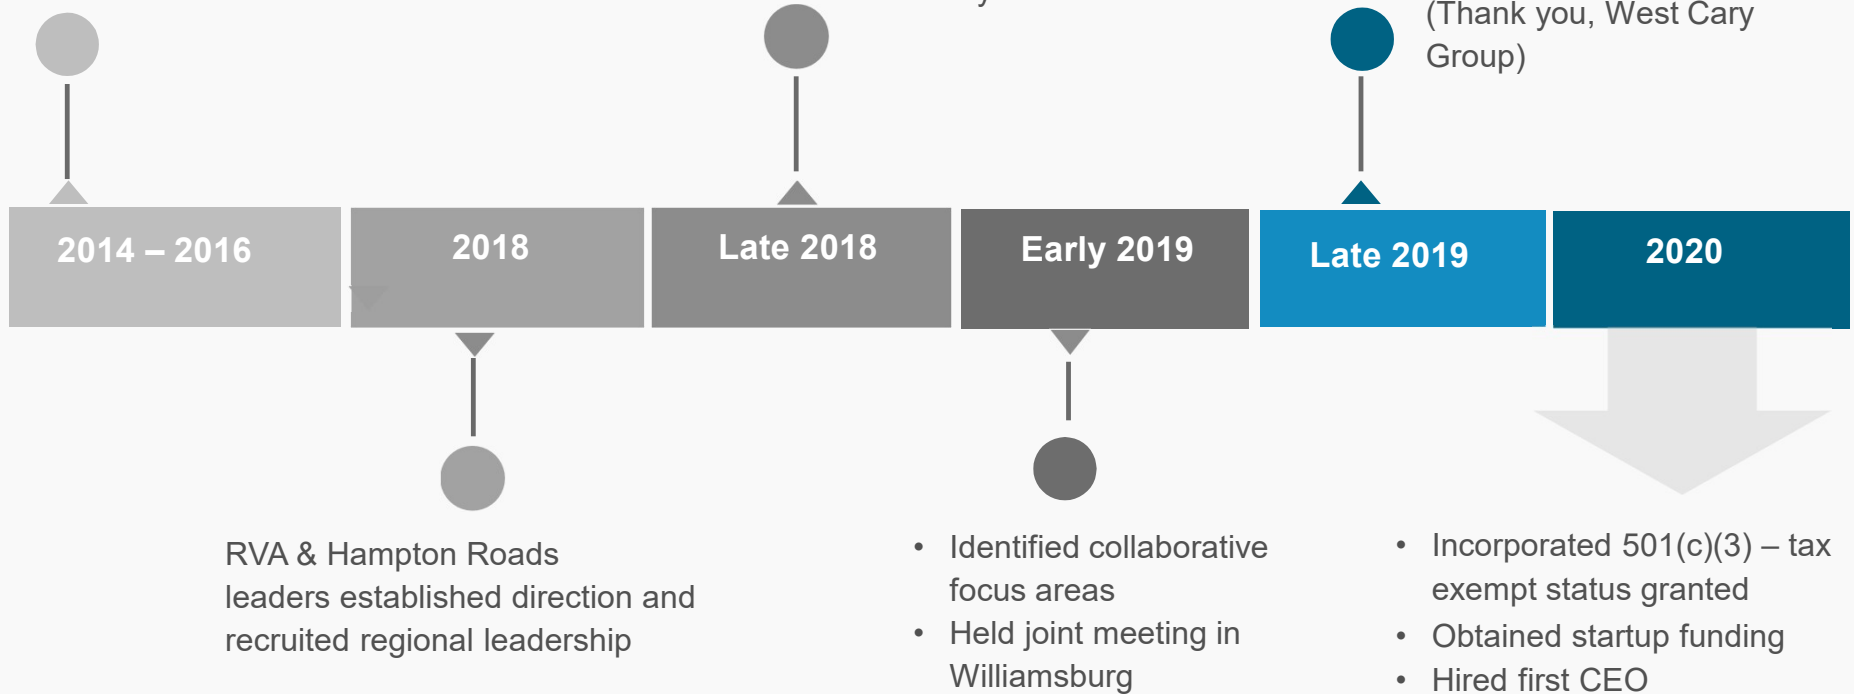 (Thank you, West Cary
Group)
2014 – 2016
2018
Late 2018
Early 2019
Late 2019
2020
RVA & Hampton Roads
leaders established direction and
recruited regional leadership
• Identified collaborative
focus areas
• Held joint meeting in
Williamsburg
• Incorporated 501(c)(3) – tax
exempt status granted
• Obtained startup funding
• Hired first CEO